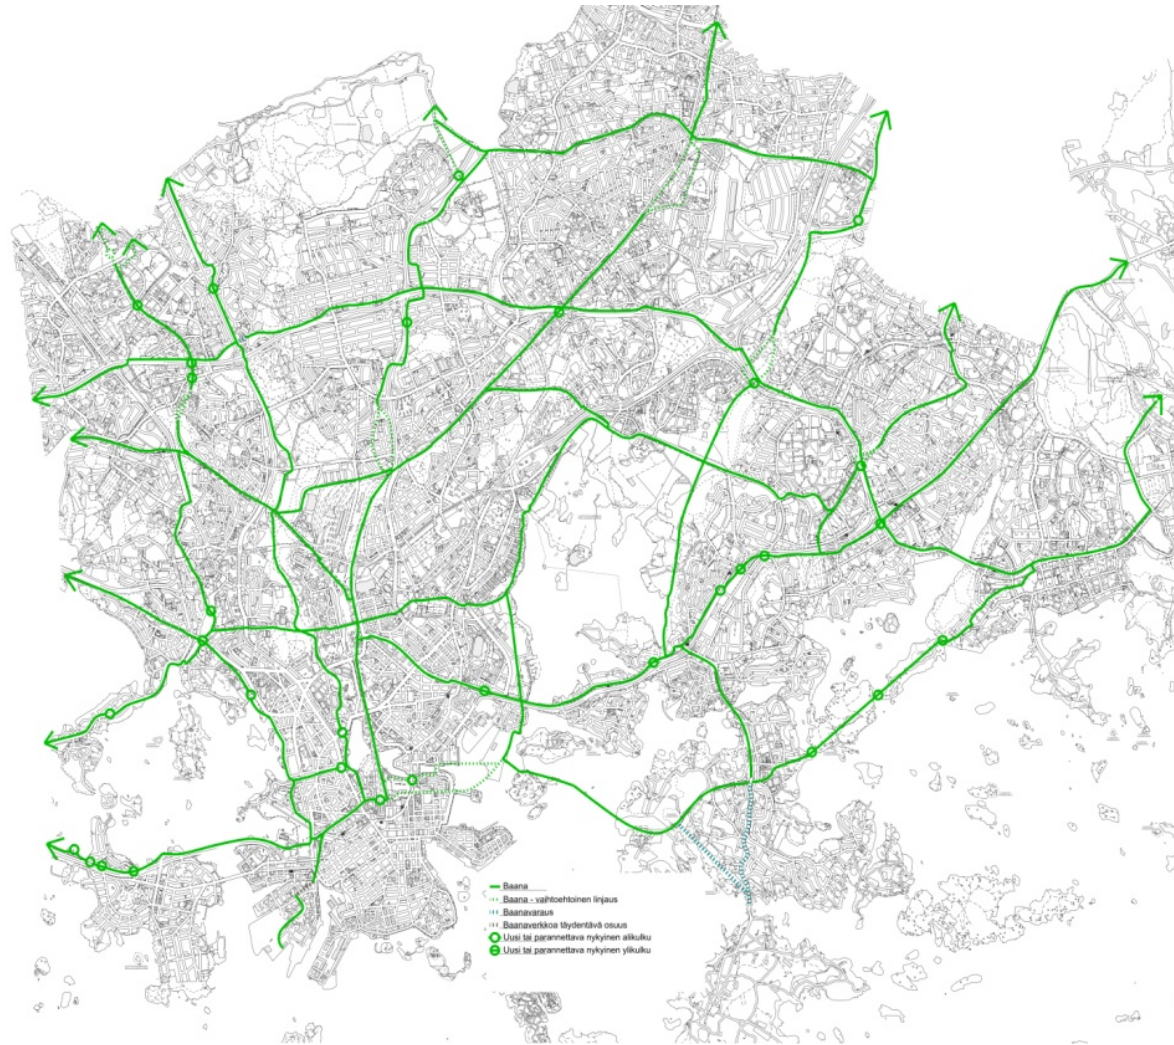 Baana
Baana - vaihtoehtoinen linjaus
Baanavaraus
Baanaverkkoa täydentävä osuus
Uusi tai parannettava nykyinen alikulku
Uusi tai parannettava nykyinen ylikulku